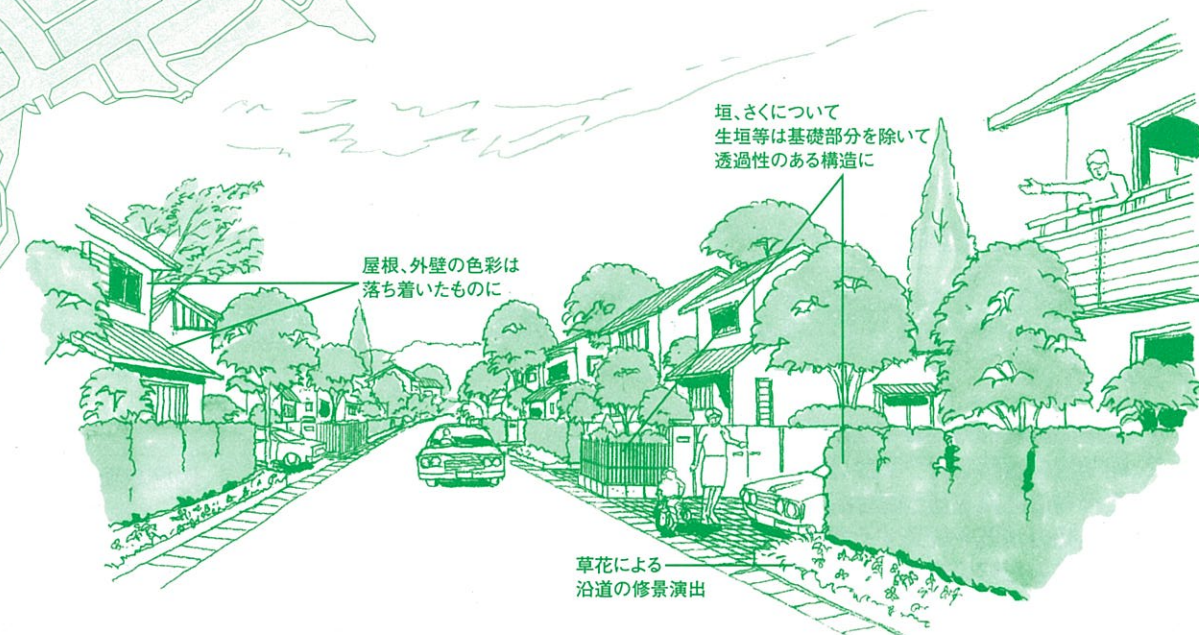 垣、さくについて
生垣等は基礎部分を除いて
透過性のある構造に
屋根、外壁の色彩は
落ち着いたものに
草花による
沿道の修景演出